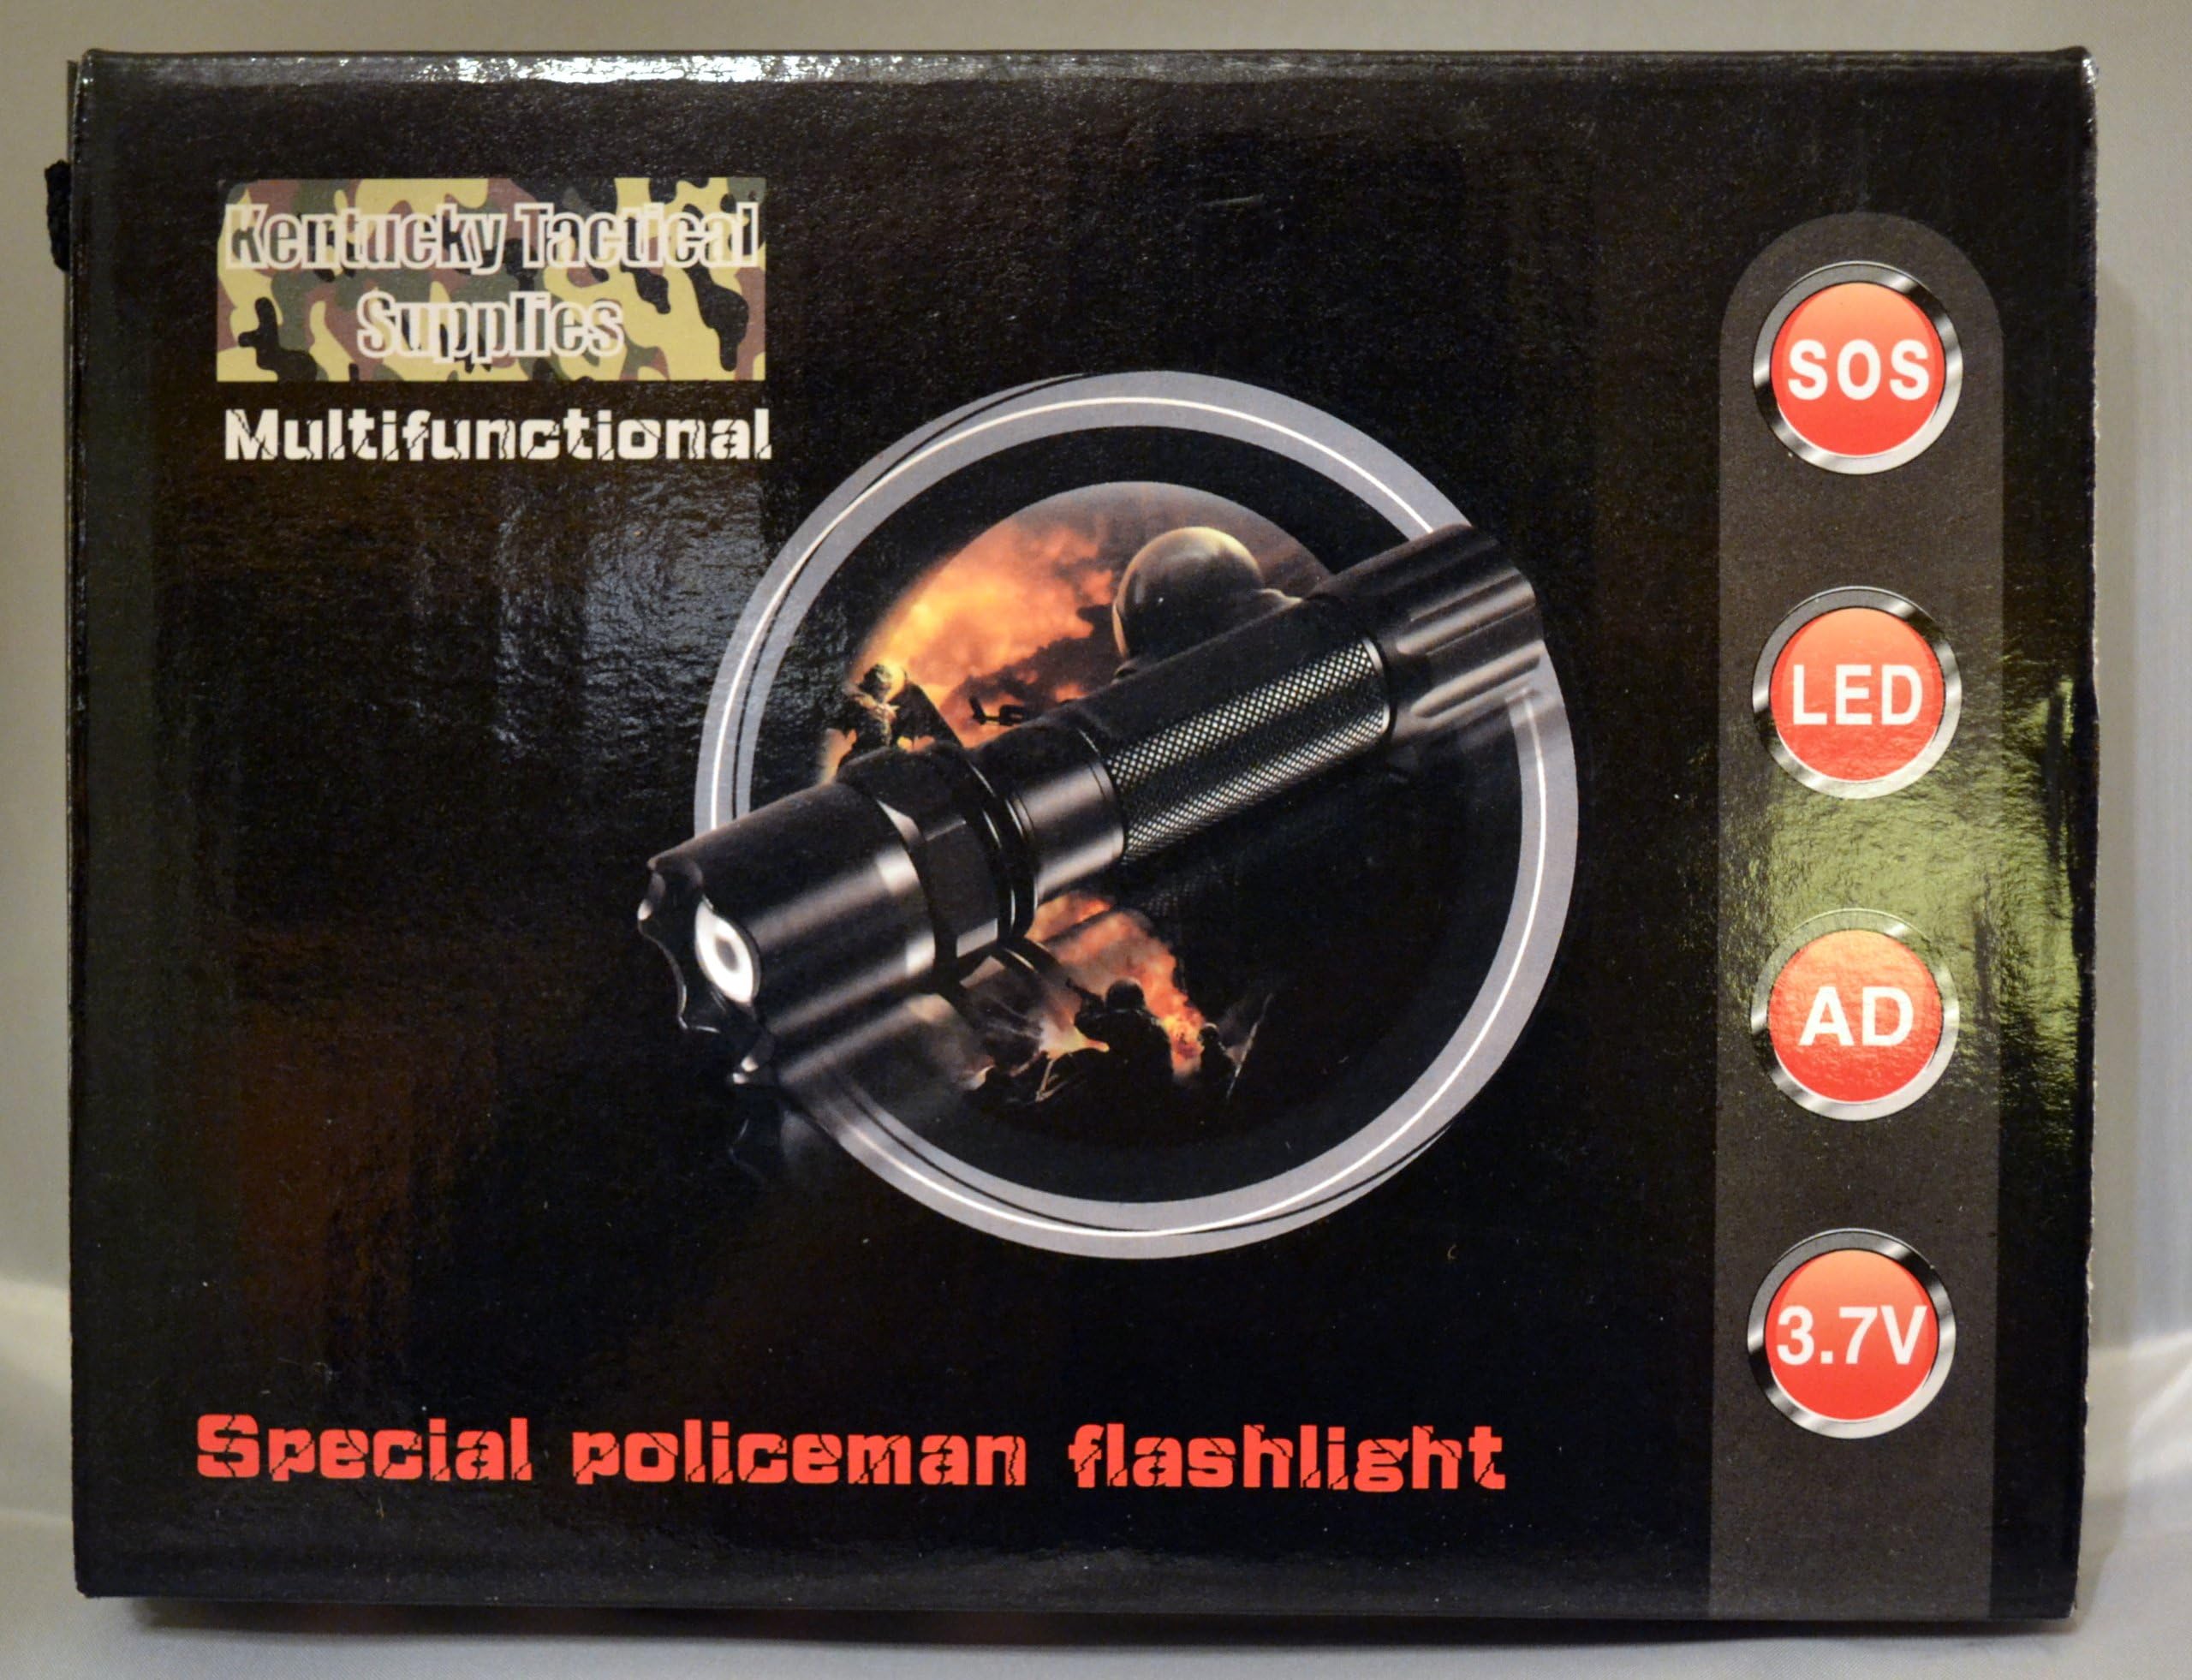 Kentucky Tactical
Supplies
Multifunctional
SOS
LED
AD
3.7V
Special policeman flashlight